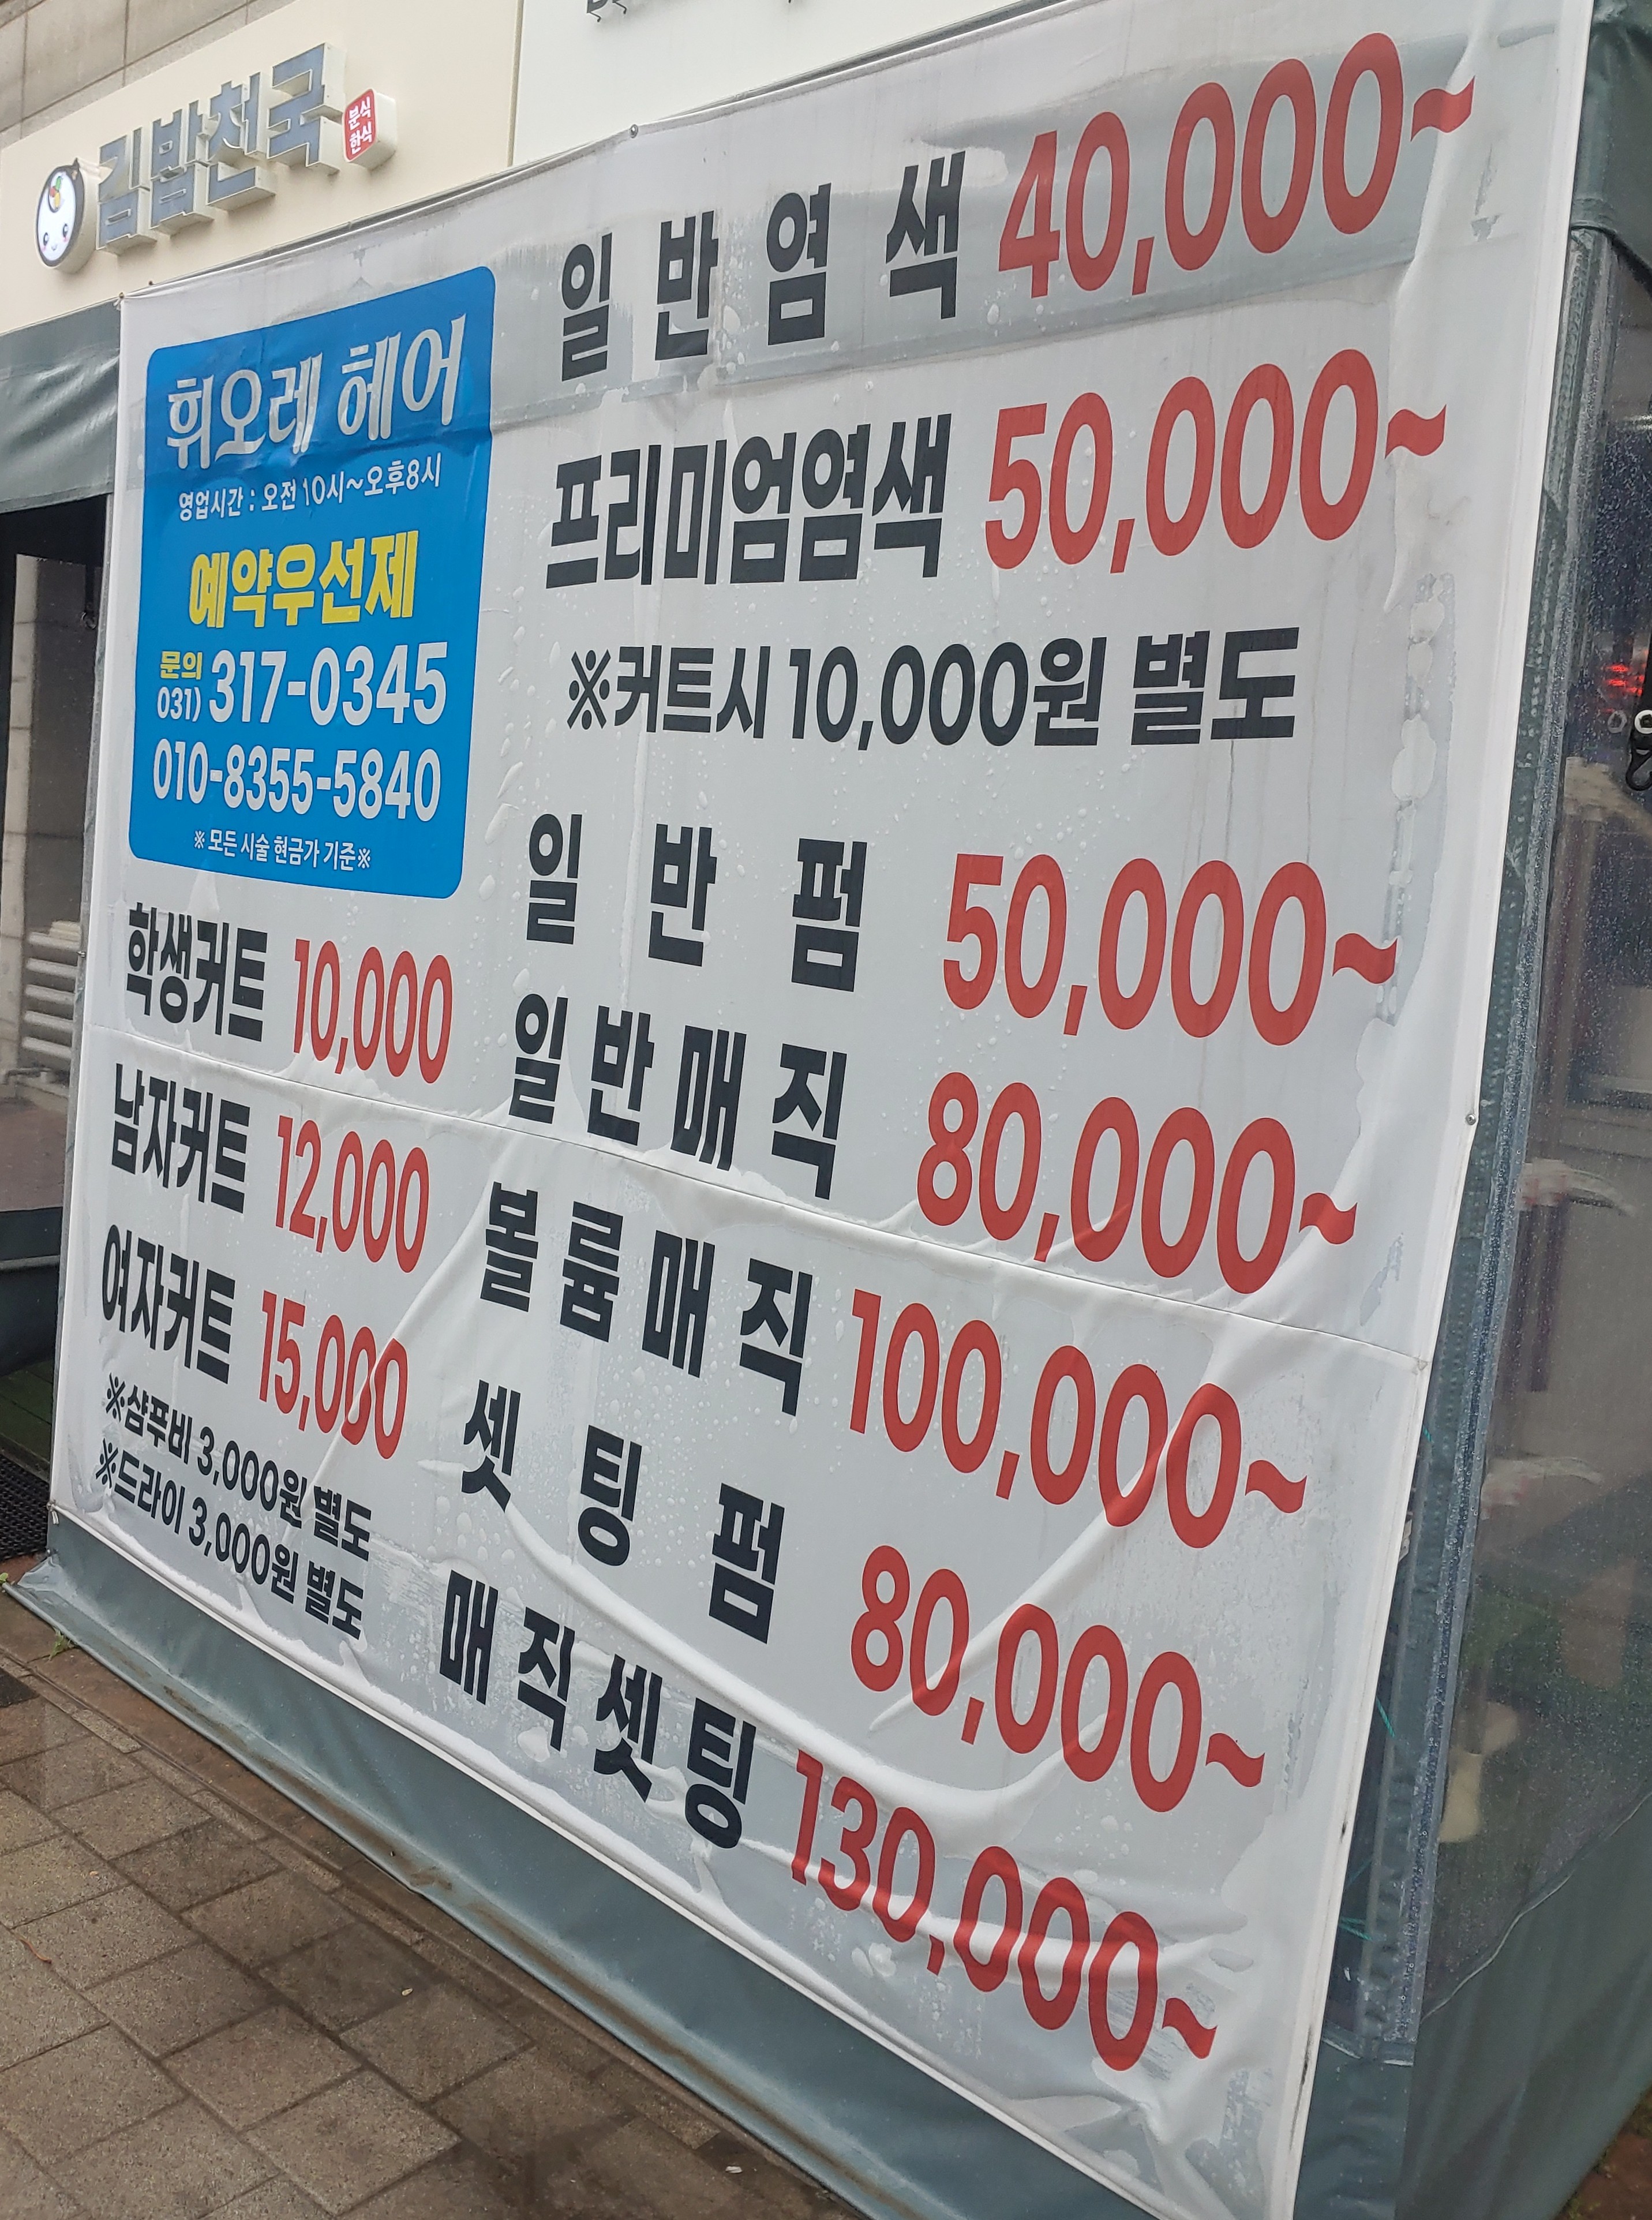 김밥천국
분식
한식
휘오레 헤어
영업시간 : 오전 10시~오후8시
예약우선제
문의
031) 317-0345
010-8355-5840
※ 모든 시술 현금가 기준※
학생커트 10,000
남자커트 12,000
여자커트 15,000
※샴푸비 3,000원 별도
※드라이 3,000원 별도
일반염색 40,000~
프리미엄염색 50,000~
※커트시 10,000원 별도
일반펌 50,000~
일반매직 80,000~
볼륨매직 100,000~
셋팅펌 80,000~
매직셋팅 130,000~